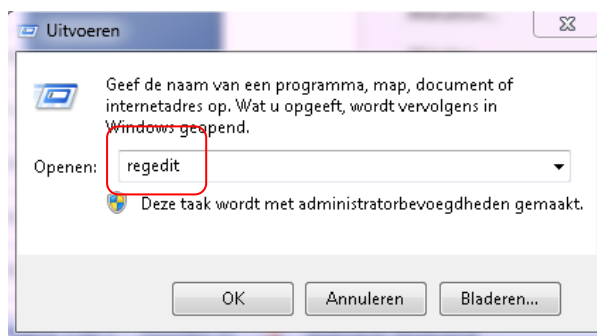 Uitvoeren
Geef de naam van een programma, map, document of
internetadres op. Wat u opgeeft, wordt vervolgens in
Windows geopend.
Openen: regedit
Deze taak wordt met administratorbevoegdheden gemaakt.
OK Annuleren Bladeren...